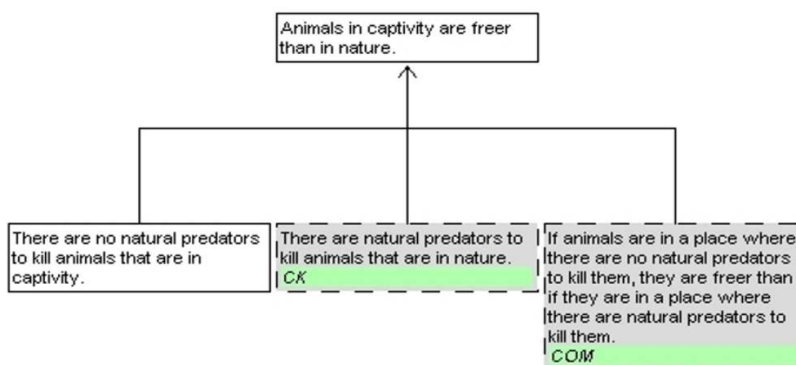 Animals in captivity are freer
than in nature.
There are no natural predators
to kill animals that are in
captivity.
There are natural predators to
kill animals that are in nature.
CK
If animals are in a place where
there are no natural predators
to kill them, they are freer than
if they are in a place where
there are natural predators to
kill them.
COM